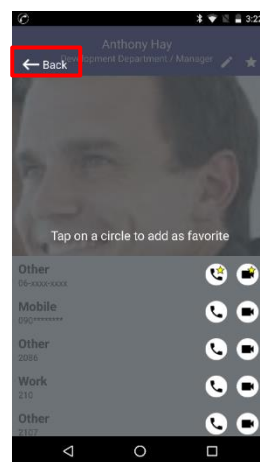 3:22
Anthony Hay
Development Department / Manager
← Back
Tap on a circle to add as favorite
Other
06-xxxx-xxxx
Mobile
090********
Other
2086
Work
210
Other
2107